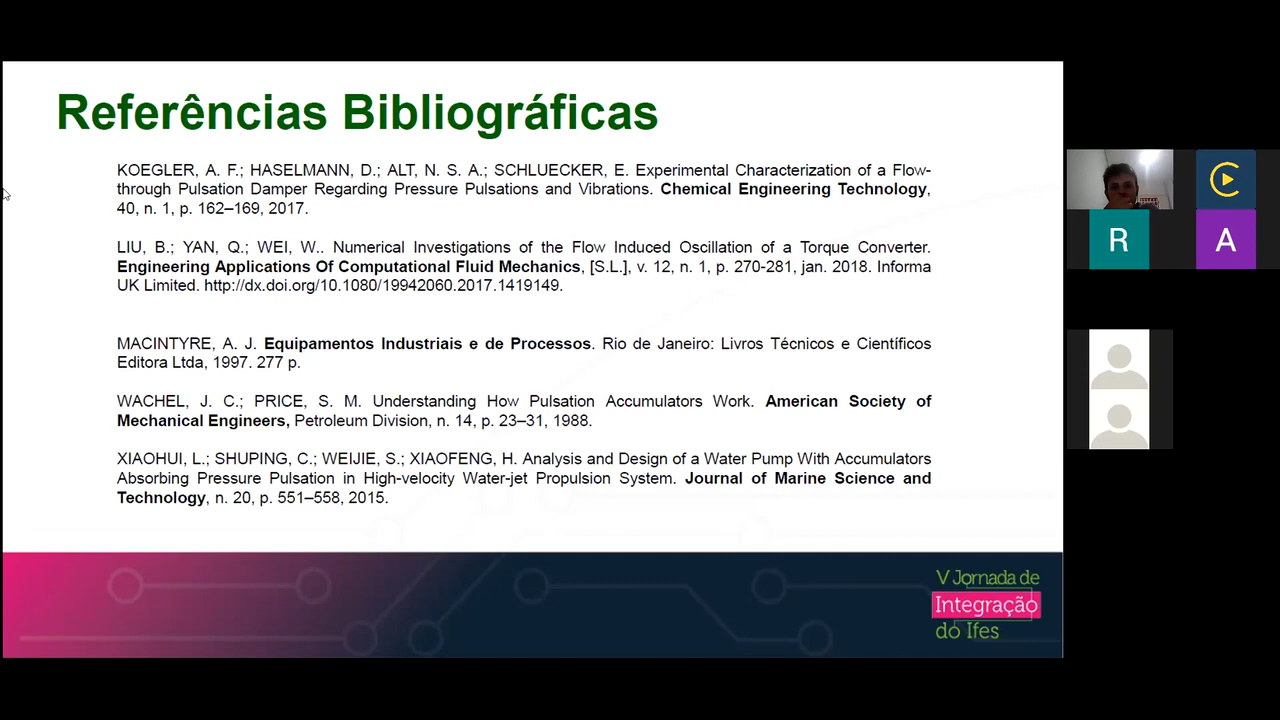 Referências Bibliográficas
KOEGLER, A. F.; HASELMANN, D.; ALT, N. S. A.; SCHLUECKER, E. Experimental Characterization of a Flow-
through Pulsation Damper Regarding Pressure Pulsations and Vibrations. Chemical Engineering Technology,
40, n. 1, p. 162–169, 2017.
LIU, B.; YAN, Q.; WEI, W.. Numerical Investigations of the Flow Induced Oscillation of a Torque Converter.
Engineering Applications Of Computational Fluid Mechanics, [S.L.], v. 12, n. 1, p. 270-281, jan. 2018. Informa
UK Limited. http://dx.doi.org/10.1080/19942060.2017.1419149.
MACINTYRE, A. J. Equipamentos Industriais e de Processos. Rio de Janeiro: Livros Técnicos e Científicos
Editora Ltda, 1997. 277 p.
WACHEL, J. C.; PRICE, S. M. Understanding How Pulsation Accumulators Work. American Society of
Mechanical Engineers, Petroleum Division, n. 14, p. 23–31, 1988.
XIAOHUI, L.; SHUPING, C.; WEIJIE, S.; XIAOFENG, H. Analysis and Design of a Water Pump With Accumulators
Absorbing Pressure Pulsation in High-velocity Water-jet Propulsion System. Journal of Marine Science and
Technology, n. 20, p. 551–558, 2015.
V Jornada de
Integração
do Ifes
R
A